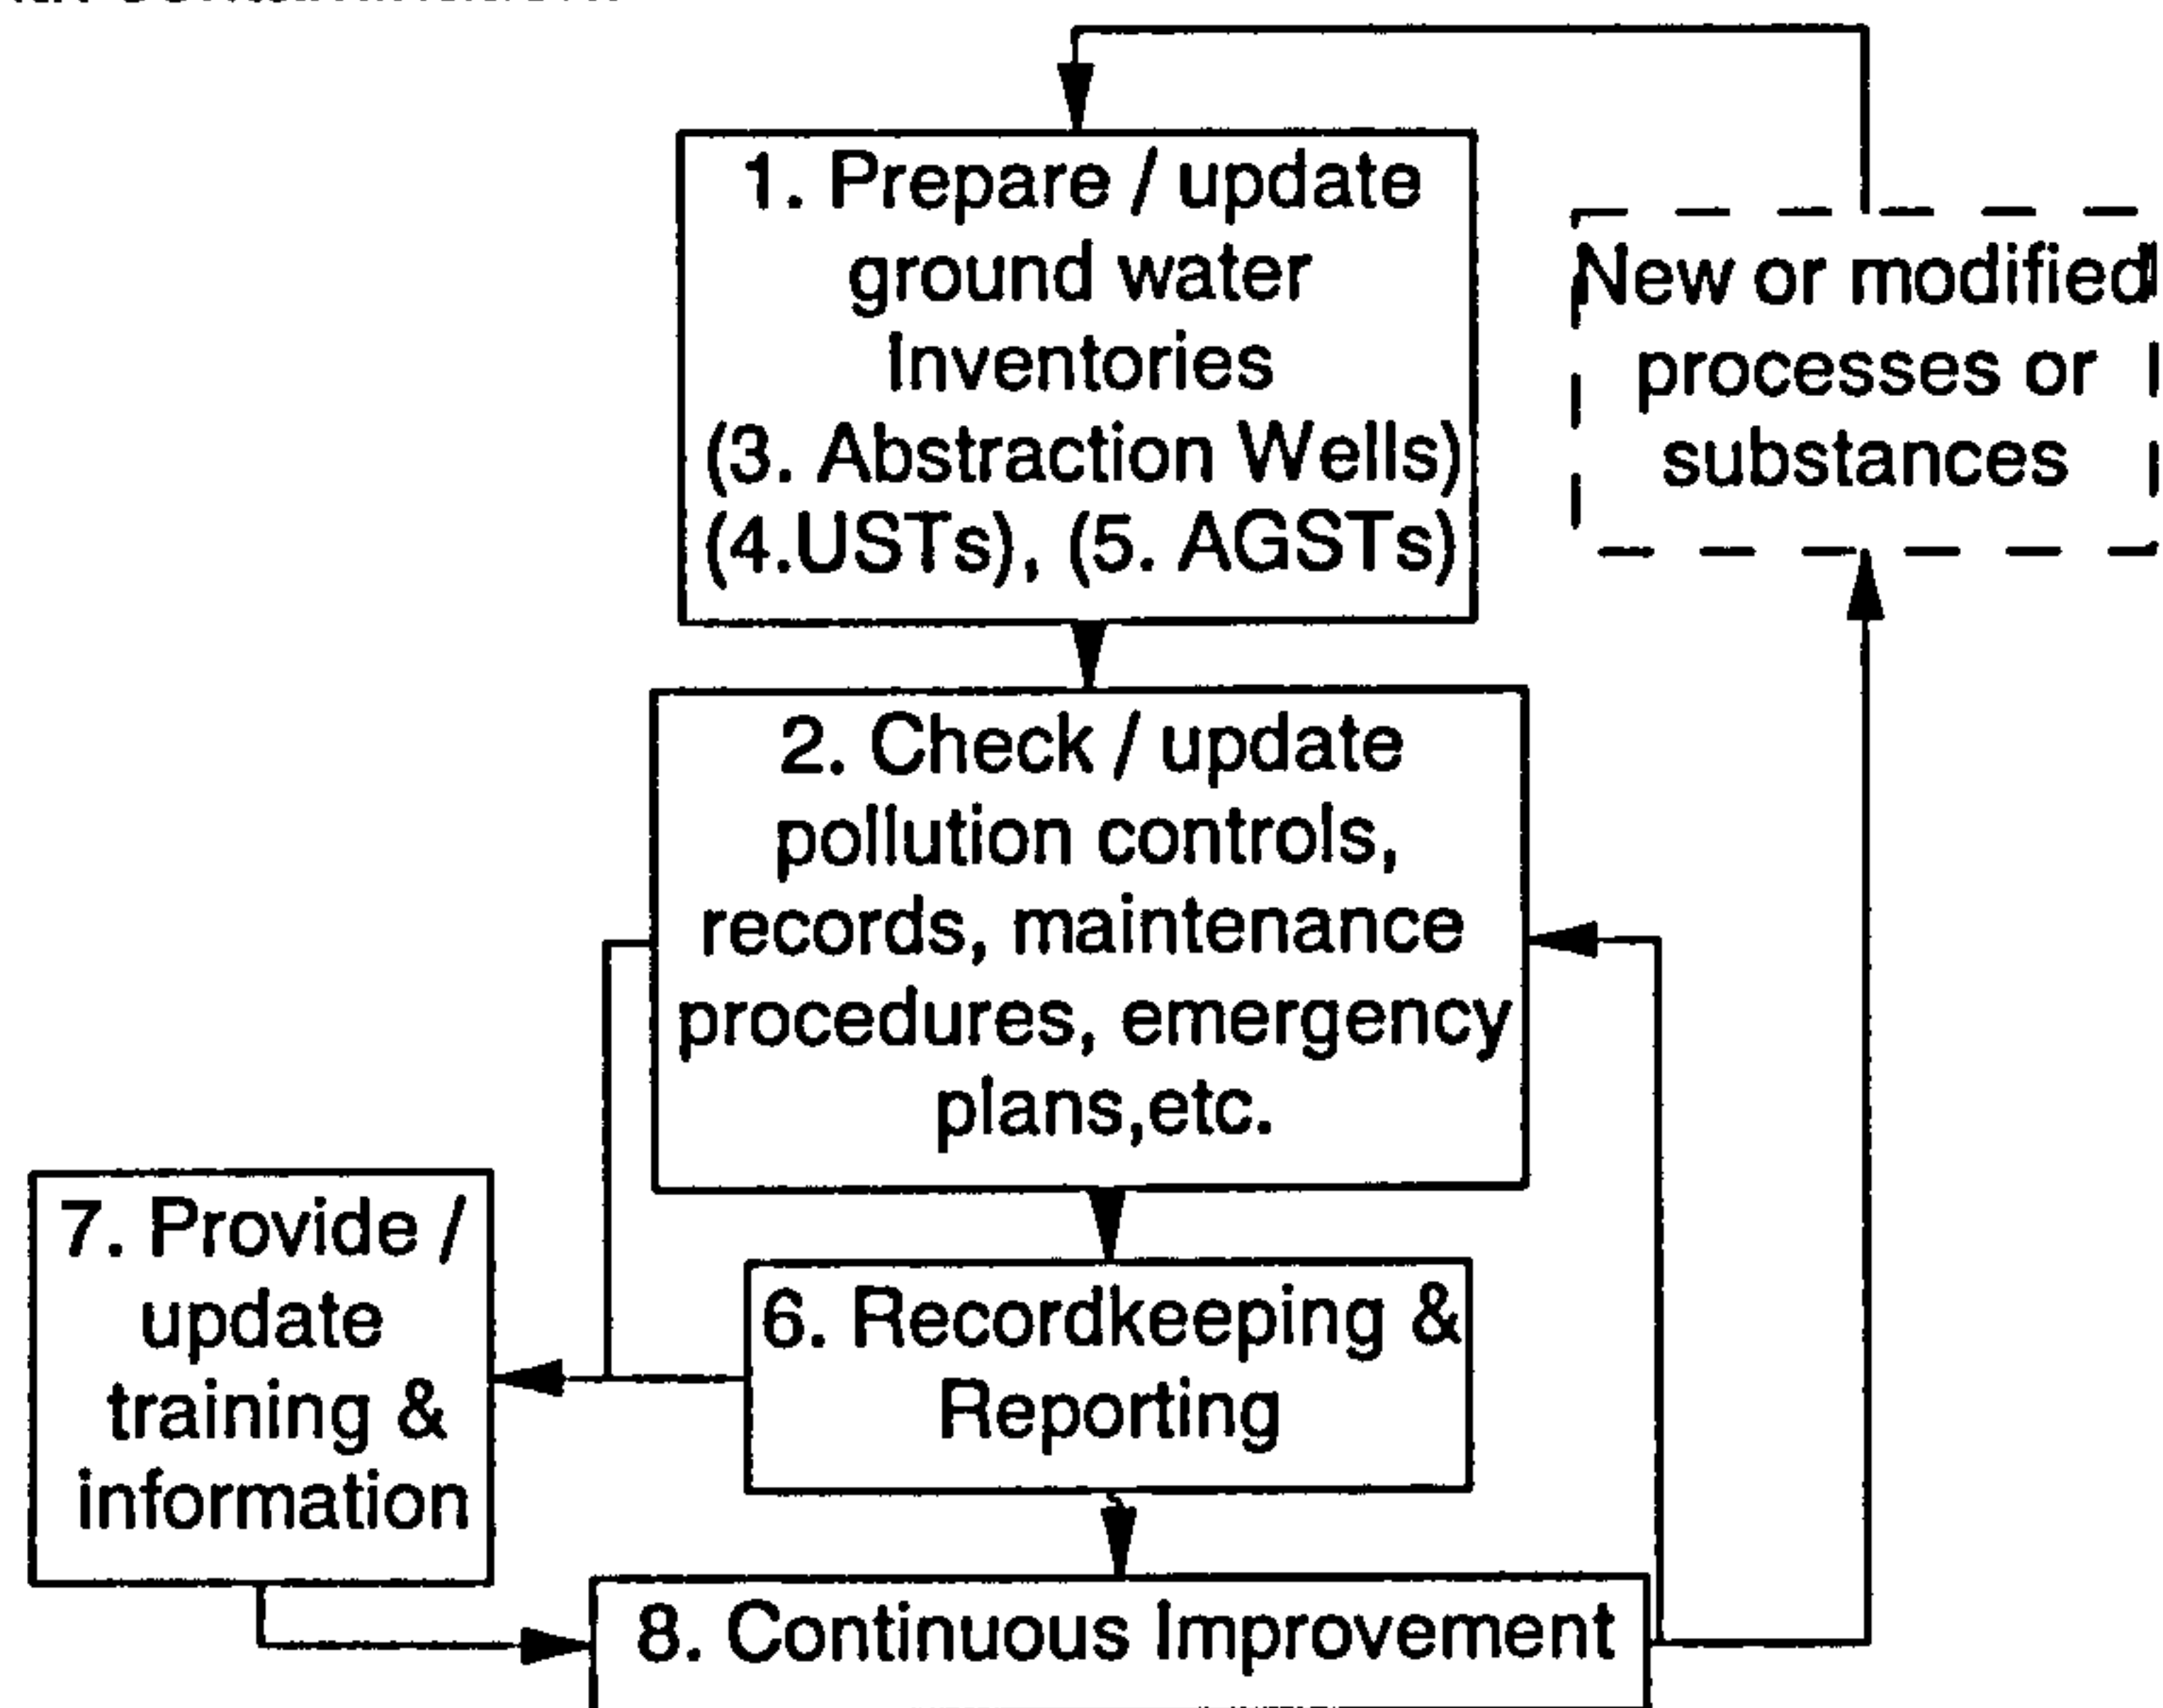 1. Prepare / update
ground water
Inventories
(3. Abstraction Wells)
(4.USTs), (5. AGSTs)
New or modified
processes or
substances
2. Check / update
pollution controls,
records, maintenance
procedures, emergency
plans,etc.
7. Provide /
update
training &
information
6. Recordkeeping &
Reporting
8. Continuous Improvement